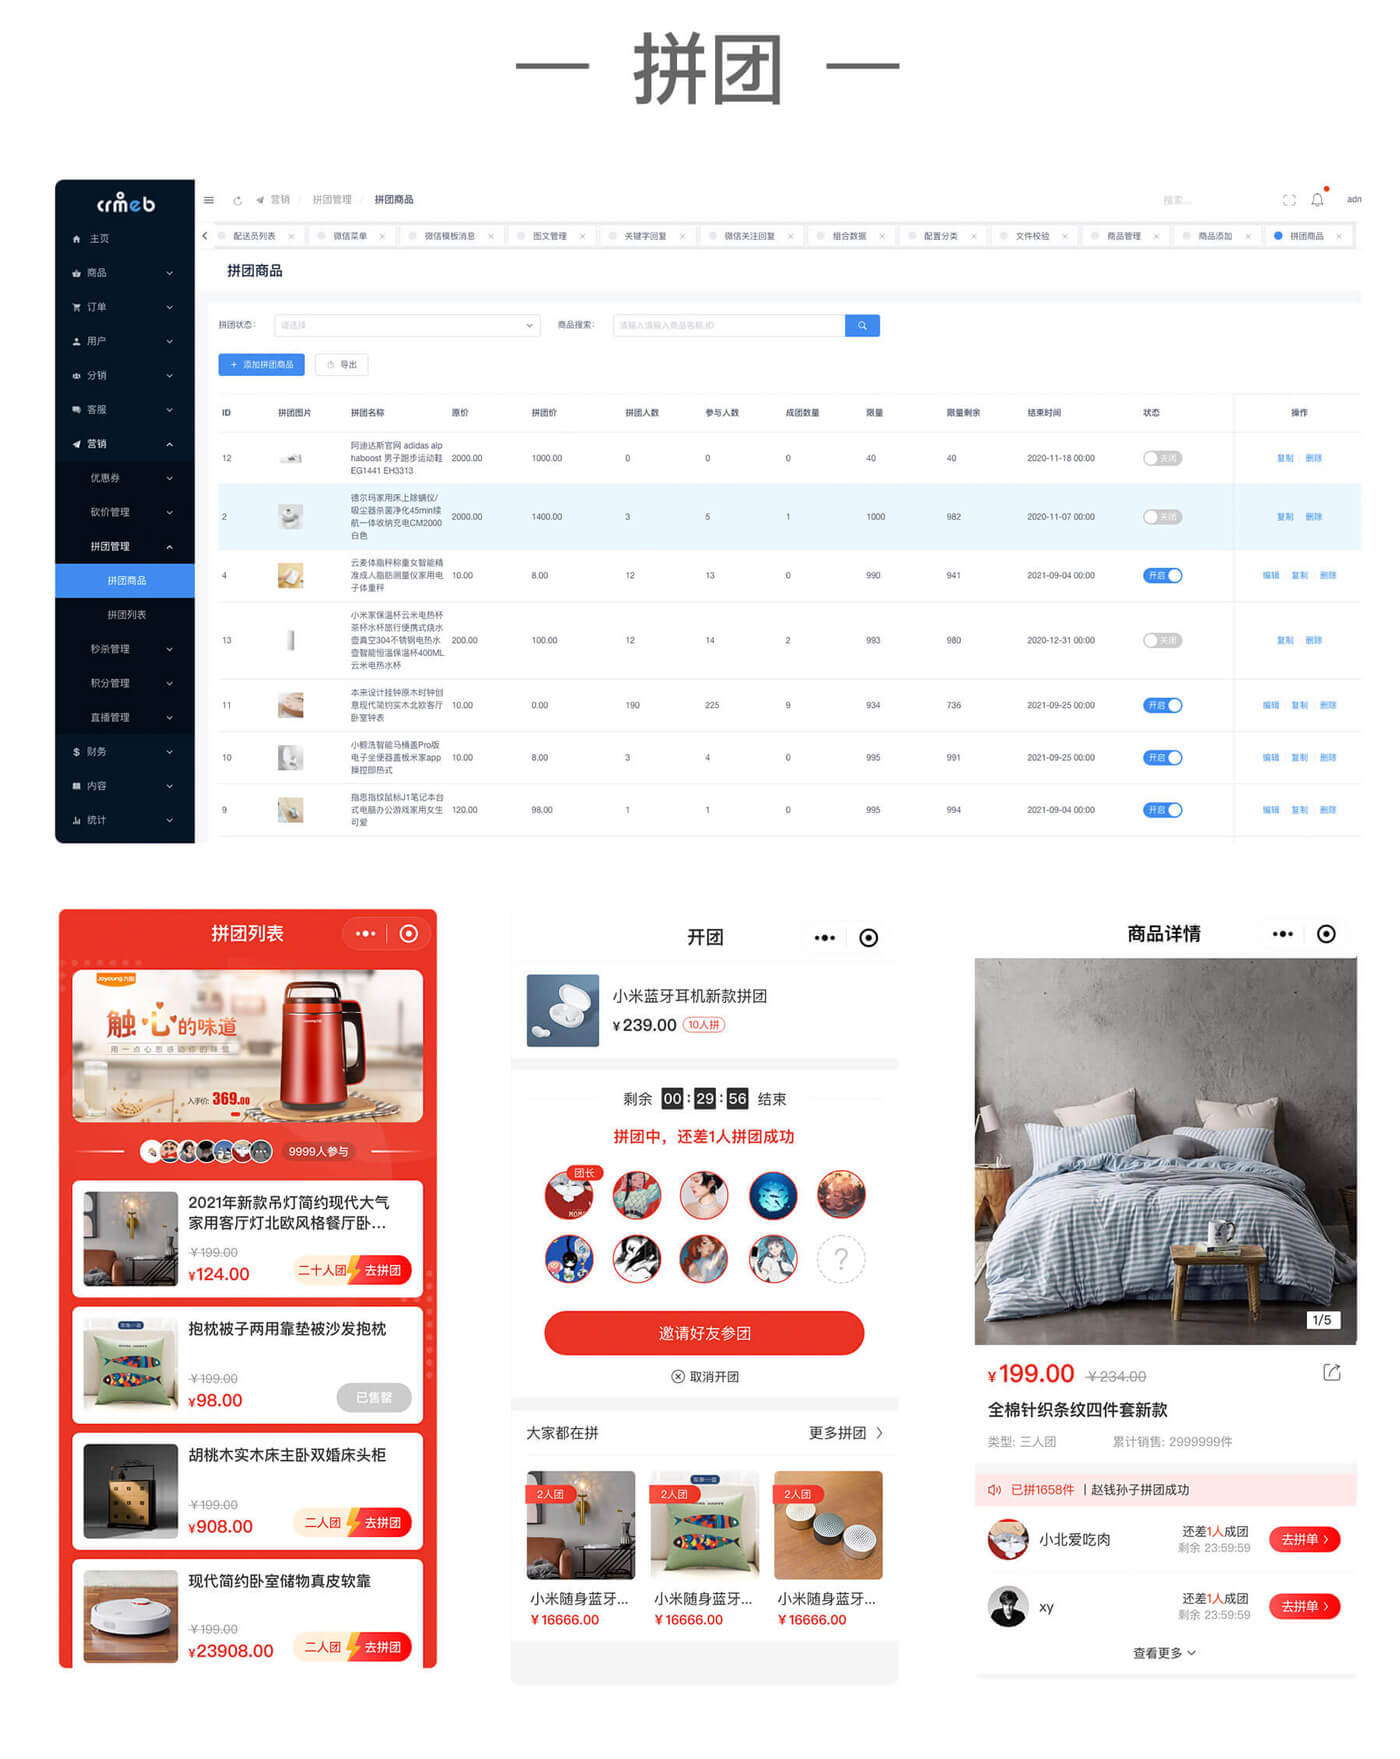 拼团
crmeb
营销 / 拼团管理 / 拼团商品
搜索...
adn
配送员列表 × 微信菜单 × 微信模板消息 × 图文管理 × 关键字回复 × 微信关注回复 × 组合数据 × 配置分类 × 文件校验 × 商品管理 × 商品添加 × 拼团商品 ×
主页
商品
订单
用户
分销
客服
营销
优惠券
砍价管理
拼团管理
拼团商品
拼团列表
秒杀管理
积分管理
直播管理
财务
内容
统计
拼团商品
拼团状态: 请选择 商品搜索: 请输入请输入商品名称,ID
+ 添加拼团商品 导出
ID 拼团图片 拼团名称 原价 拼团价 拼团人数 参与人数 成团数量 限量 限量剩余 结束时间 状态 操作
阿迪达斯官网 adidas alp
12 haboost 男子跑步运动鞋 2000.00 1000.00 0 0 0 40 40 2020-11-18 00:00 关闭 复制 删除
EG1441 EH3313
德尔玛家用床上除螨仪/
2 吸尘器杀菌净化45min续 2000.00 1400.00 3 5 1 1000 982 2020-11-07 00:00 关闭 复制 删除
航一体收纳充电CM2000
白色
云麦体脂秤称重女智能精
4 准成人脂肪测量仪家用电 10.00 8.00 12 13 0 990 941 2021-09-04 00:00 开启 编辑 复制 删除
子体重秤
小米家保温杯云米电热杯
茶杯水杯旅行便携式烧水
13 壶真空304不锈钢电热水 200.00 100.00 12 14 2 993 980 2020-12-31 00:00 关闭 复制 删除
壶智能恒温保温杯400ML
云米电热水杯
本来设计挂钟原木时钟创
11 意现代简约实木北欧客厅 10.00 0.00 190 225 9 934 736 2021-09-25 00:00 开启 编辑 复制 删除
卧室钟表
小鲸洗智能马桶盖Pro版
10 电子坐便器盖板米家app 10.00 8.00 3 4 0 995 991 2021-09-25 00:00 开启 编辑 复制 删除
操控即热式
指思指纹鼠标J1笔记本台
9 式电脑办公游戏家用女生 120.00 98.00 1 1 0 995 994 2021-09-04 00:00 开启 编辑 复制 删除
可爱
拼团列表
Joyoung九阳
触心的味道
用一点心思感动你的味觉
入手价: 369.00
9999人参与
2021年新款吊灯简约现代大气
家用客厅灯北欧风格餐厅卧...
¥199.00
¥124.00 二十人团 去拼团
抱枕被子两用靠垫被沙发抱枕
¥199.00
¥98.00 已售罄
胡桃木实木床主卧双婚床头柜
¥199.00
¥908.00 二人团 去拼团
现代简约卧室储物真皮软靠
¥199.00
¥23908.00 二人团 去拼团
开团
小米蓝牙耳机新款拼团
¥239.00 10人拼
剩余 00:29:56 结束
拼团中，还差1人拼团成功
团长
MOMO
?
邀请好友参团
取消开团
大家都在拼 更多拼团
2人团 2人团 2人团
小米随身蓝牙... 小米随身蓝牙... 小米随身蓝牙...
¥16666.00 ¥16666.00 ¥16666.00
商品详情
1/5
¥199.00 ¥234.00
全棉针织条纹四件套新款
类型: 三人团 累计销售: 2999999件
已拼1658件 | 赵钱孙子拼团成功
小北爱吃肉 还差1人成团 去拼单
剩余 23:59:59
xy 还差1人成团 去拼单
剩余 23:59:59
查看更多